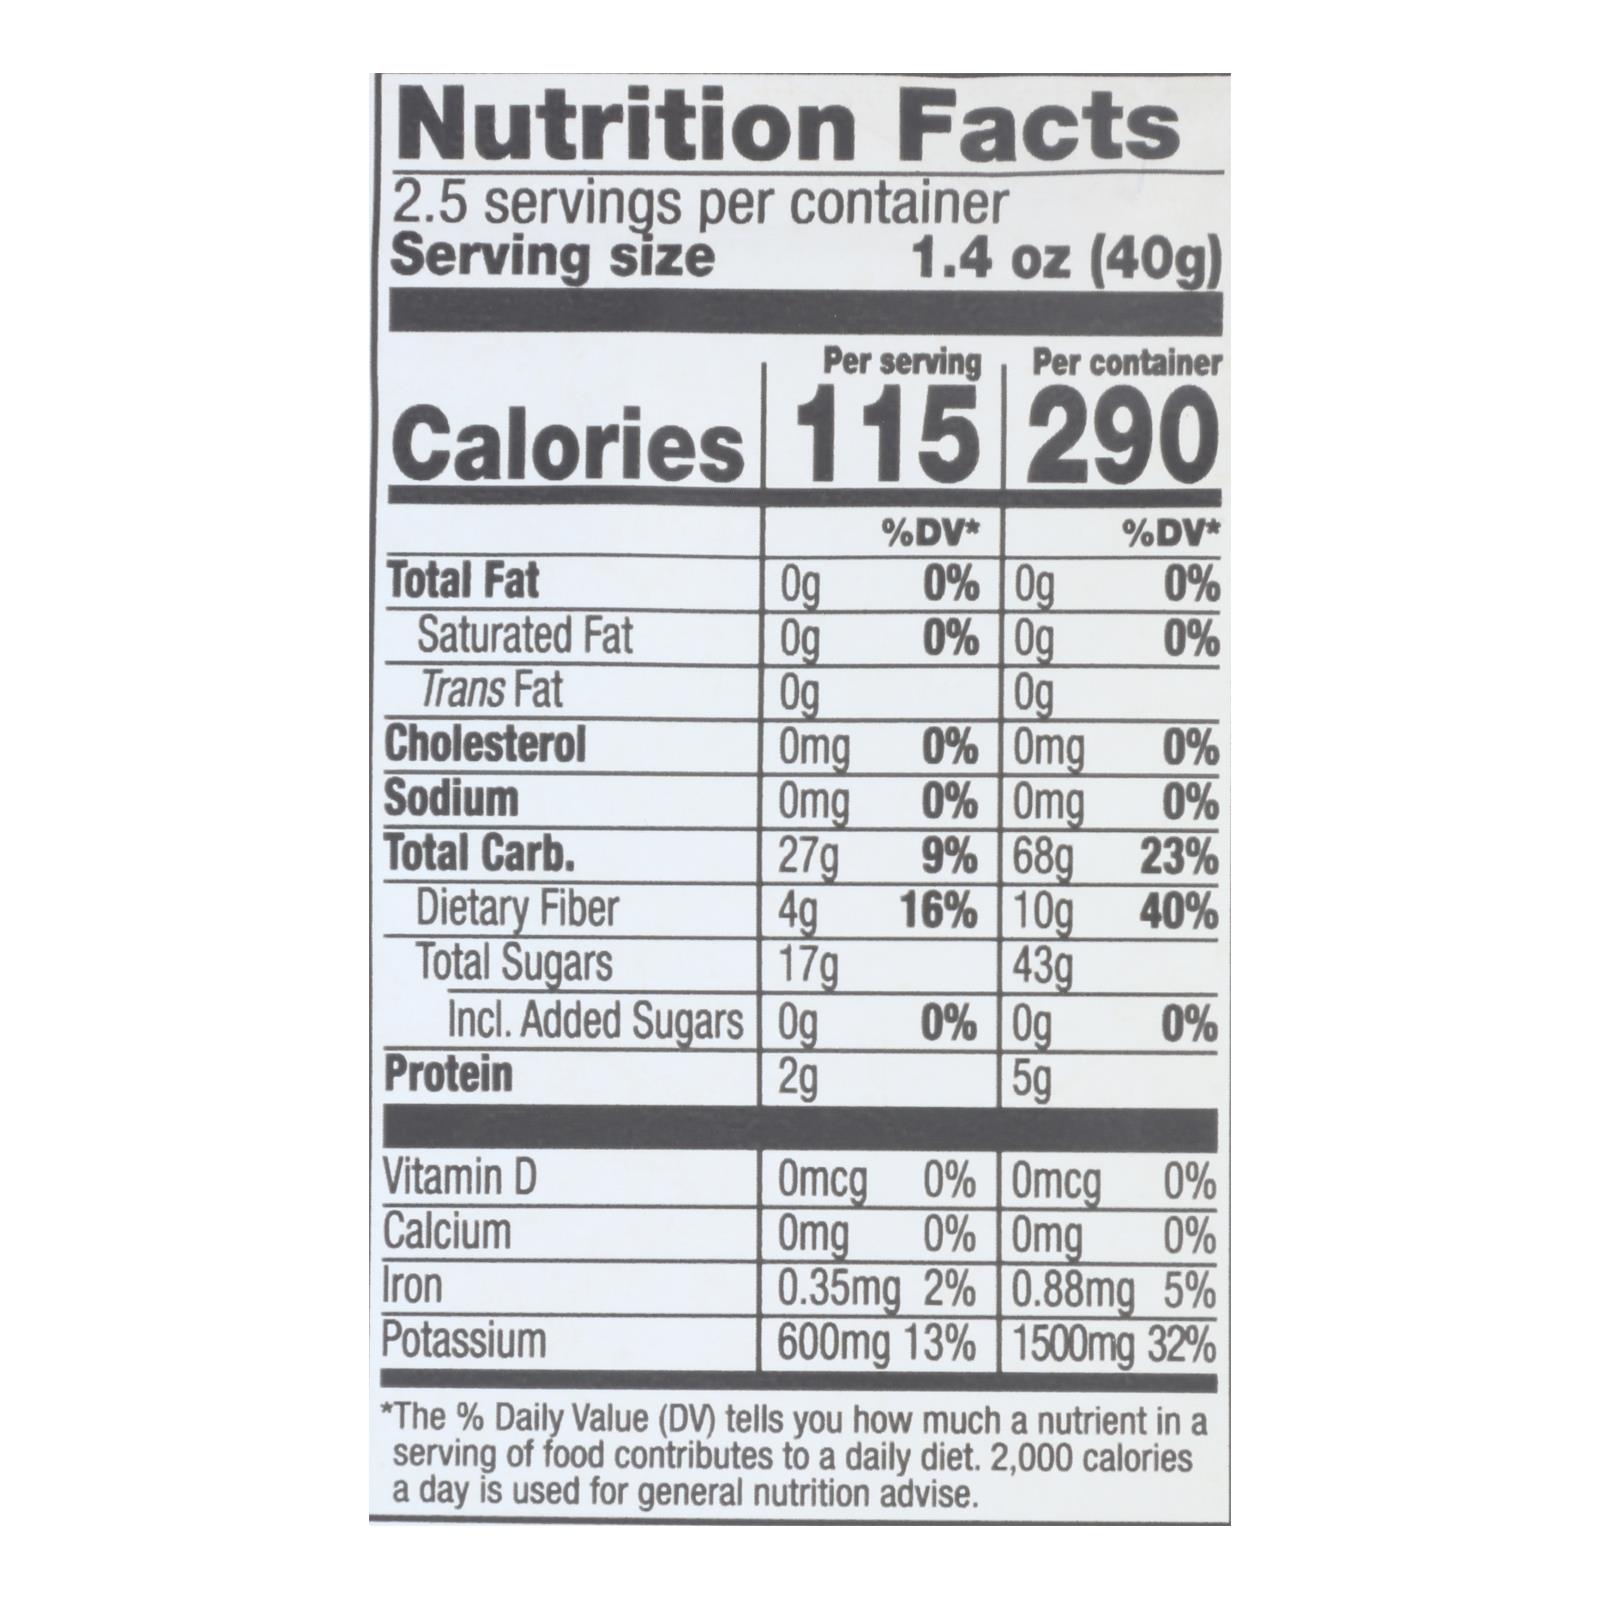 Nutrition Facts
2.5 servings per container
Serving size 1.4 oz (40g)
Per serving Per container
Calories 115 290
%DV* %DV*
Total Fat 0g 0% 0g 0%
Saturated Fat 0g 0% 0g 0%
Trans Fat 0g 0g
Cholesterol 0mg 0% 0mg 0%
Sodium 0mg 0% 0mg 0%
Total Carb. 27g 9% 68g 23%
Dietary Fiber 4g 16% 10g 40%
Total Sugars 17g 43g
Incl. Added Sugars 0g 0% 0g 0%
Protein 2g 5g
Vitamin D 0mcg 0% 0mcg 0%
Calcium 0mg 0% 0mg 0%
Iron 0.35mg 2% 0.88mg 5%
Potassium 600mg 13% 1500mg 32%
*The % Daily Value (DV) tells you how much a nutrient in a
serving of food contributes to a daily diet. 2,000 calories
a day is used for general nutrition advise.